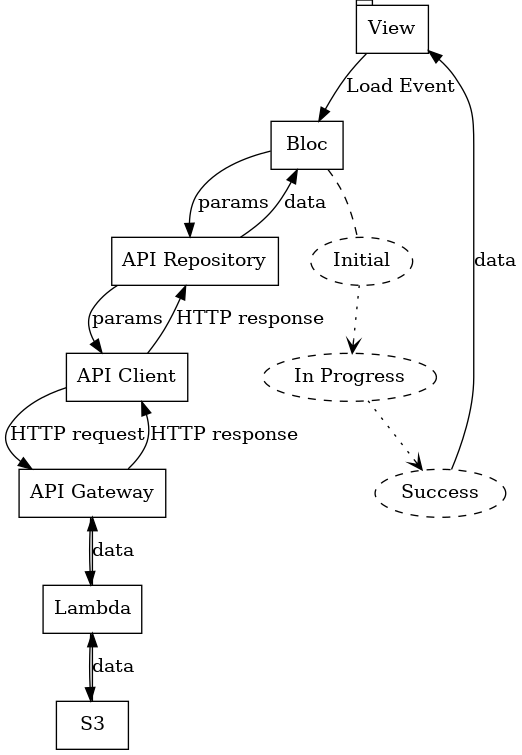 View
Load Event
Bloc
params
data
API Repository
Initial
data
params
HTTP response
API Client
In Progress
HTTP request
HTTP response
API Gateway
Success
data
Lambda
data
S3